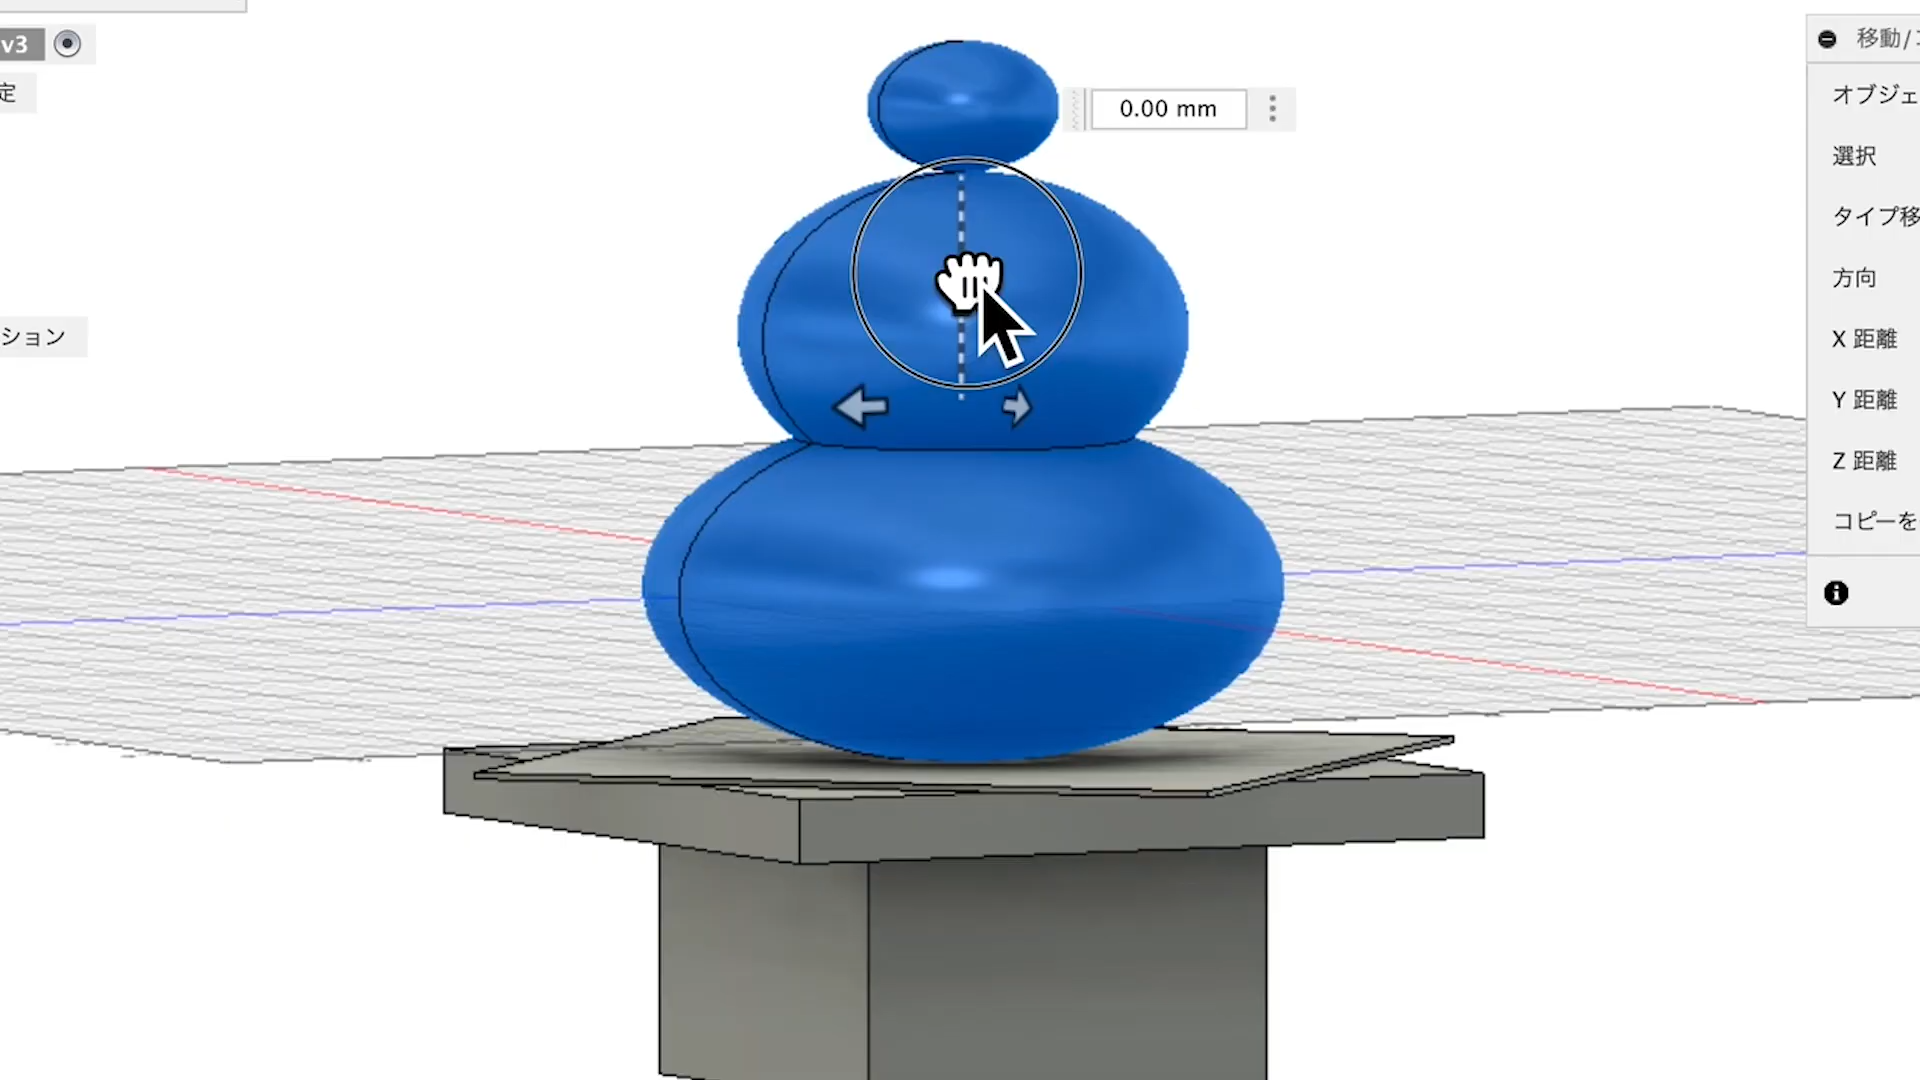 v3
定
ション
0.00 mm
移動/コ
オブジェ
選択
タイプ移
方向
X 距離
Y 距離
Z 距離
コピーを